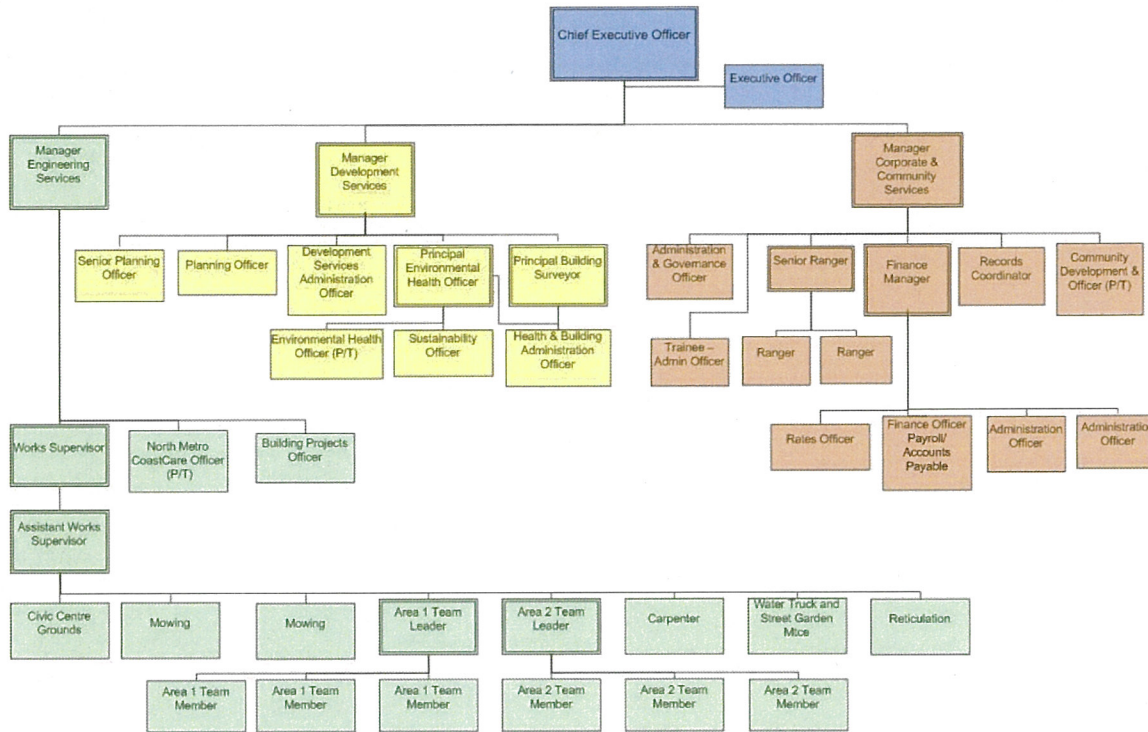 Chief Executive Officer
Executive Officer
Manager
Engineering
Services
Manager
Development
Services
Manager
Corporate &
Community
Services
Senior Planning
Officer
Planning Officer
Development
Services
Administration
Officer
Principal
Environmental
Health Officer
Principal Building
Surveyor
Administration
& Governance
Officer
Senior Ranger
Finance
Manager
Records
Coordinator
Community
Development &
Officer (P/T)
Environmental Health
Officer (P/T)
Sustainability
Officer
Health & Building
Administration
Officer
Trainee –
Admin Officer
Ranger
Ranger
Works Supervisor
North Metro
CoastCare Officer
(P/T)
Building Projects
Officer
Rates Officer
Finance Officer
Payroll/
Accounts
Payable
Administration
Officer
Administration
Officer
Assistant Works
Supervisor
Civic Centre
Grounds
Mowing
Mowing
Area 1 Team
Leader
Area 2 Team
Leader
Carpenter
Water Truck and
Street Garden
Mtce
Reticulation
Area 1 Team
Member
Area 1 Team
Member
Area 1 Team
Member
Area 2 Team
Member
Area 2 Team
Member
Area 2 Team
Member